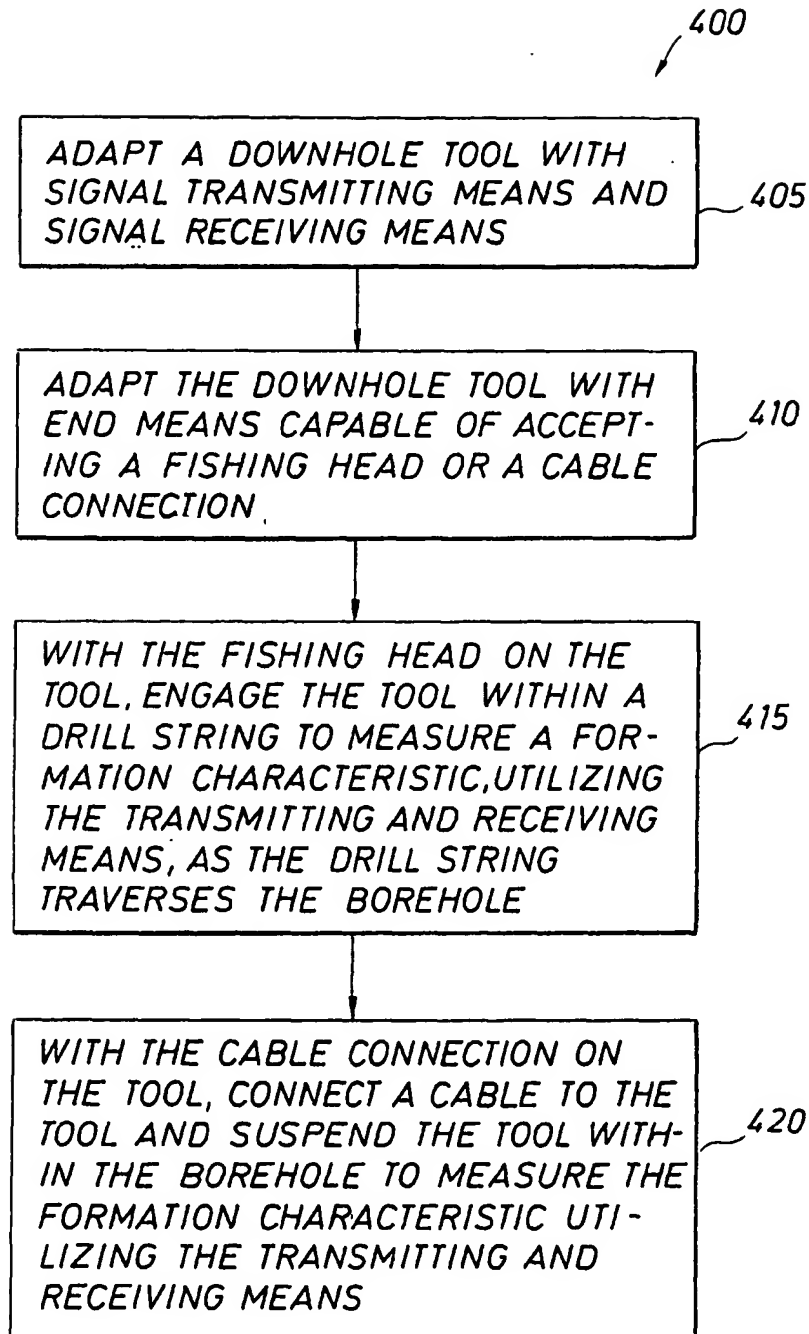 400
ADAPT A DOWNHOLE TOOL WITH
SIGNAL TRANSMITTING MEANS AND
SIGNAL RECEIVING MEANS
405
ADAPT THE DOWNHOLE TOOL WITH
END MEANS CAPABLE OF ACCEPT-
ING A FISHING HEAD OR A CABLE
CONNECTION
410
WITH THE FISHING HEAD ON THE
TOOL, ENGAGE THE TOOL WITHIN A
DRILL STRING TO MEASURE A FOR-
MATION CHARACTERISTIC, UTILIZING
THE TRANSMITTING AND RECEIVING
MEANS, AS THE DRILL STRING
TRAVERSES THE BOREHOLE
415
WITH THE CABLE CONNECTION ON
THE TOOL, CONNECT A CABLE TO THE
TOOL AND SUSPEND THE TOOL WITH-
IN THE BOREHOLE TO MEASURE THE
FORMATION CHARACTERISTIC UTI-
LIZING THE TRANSMITTING AND
RECEIVING MEANS
420